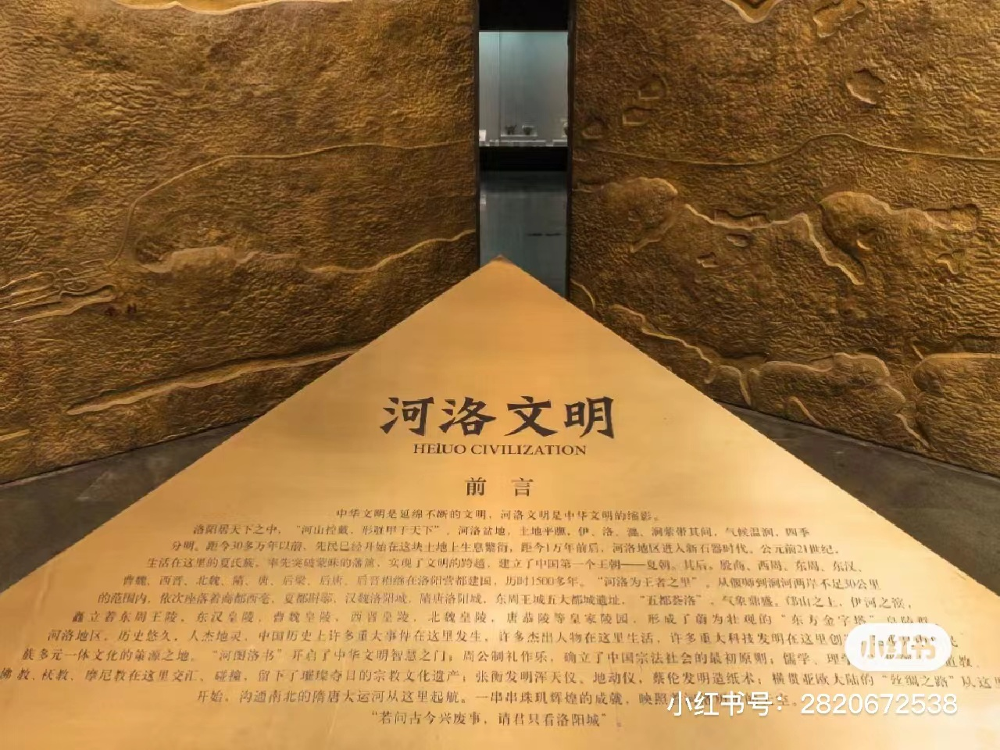 河洛文明
HELUO CIVILIZATION
前言
中华文明是延绵不断的文明，河洛文明是中华文明的缩影。
洛阳居天下之中，“河山控戴，形胜甲于天下”。河洛盆地，土地平衍，伊、洛、瀍、涧萦带其间，气候温润，四季
分明。距今30多万年以前，先民已经开始在这块土地上生息繁衍，距今1万年前后，河洛地区进入新石器时代。公元前21世纪，
生活在这里的夏氏族，率先突破蒙昧的藩篱，实现了文明的跨越，建立了中国第一个王朝——夏朝。其后，殷商、西周、东周、东汉、
曹魏、西晋、北魏、隋、唐、后梁、后唐、后晋相继在洛阳营都建国，历时1500多年。“河洛为王者之里”。从偃师到涧河两岸不足30公里
的范围内，依次座落着商都西亳、夏都斟鄩、汉魏洛阳城、隋唐洛阳城、东周王城五大都城遗址，“五都荟洛”，气象鼎盛。邙山之上，伊河之滨，
矗立着东周王陵、东汉皇陵、曹魏皇陵、西晋皇陵、北魏皇陵、唐恭陵等皇家陵园，形成了蔚为壮观的“东方金字塔”皇陵群
河洛地区，历史悠久，人杰地灵，中国历史上许多重大事件在这里发生，许多杰出人物在这里生活，许多重大科技发明在这里创
族多元一体文化的肇源之地。“河图洛书”开启了中华文明智慧之门；周公制礼作乐，确立了中国宗法社会的最初原则；儒学、理学 道教、
佛教、祆教、摩尼教在这里交汇、碰撞，留下了璀璨夺目的宗教文化遗产；张衡发明浑天仪、地动仪，蔡伦发明造纸术；横贯亚欧大陆的“丝绸之路”从这里
开始，沟通南北的隋唐大运河从这里起航。一串串珠玑辉煌的成就，映照
“若问古今兴废事，请君只看洛阳城”。
小红书
小红书号：2820672538